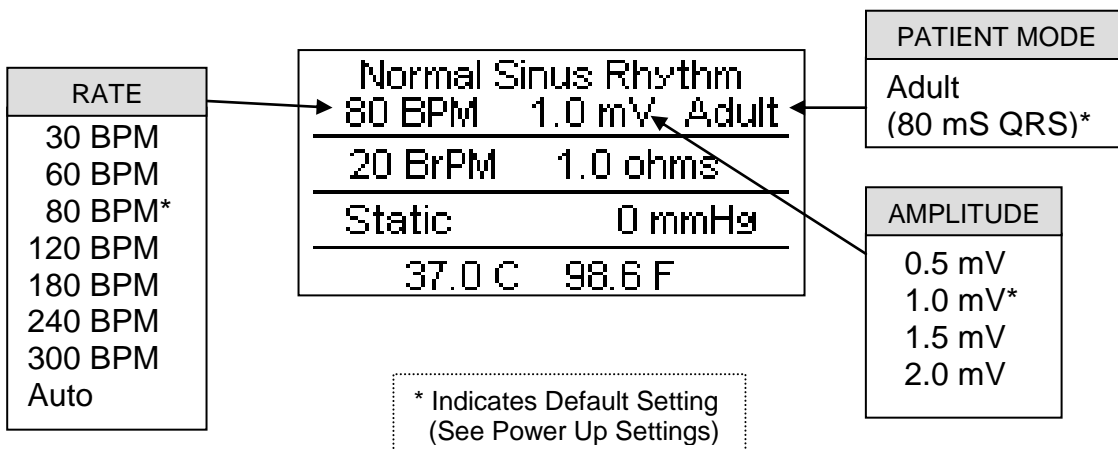 RATE
30 BPM
60 BPM
80 BPM*
120 BPM
180 BPM
240 BPM
300 BPM
Auto
Normal Sinus Rhythm
80 BPM 1.0 mV Adult
20 BrPM 1.0 ohms
Static 0 mmHg
37.0 C 98.6 F
* Indicates Default Setting
(See Power Up Settings)
PATIENT MODE
Adult
(80 mS QRS)*
AMPLITUDE
0.5 mV
1.0 mV*
1.5 mV
2.0 mV